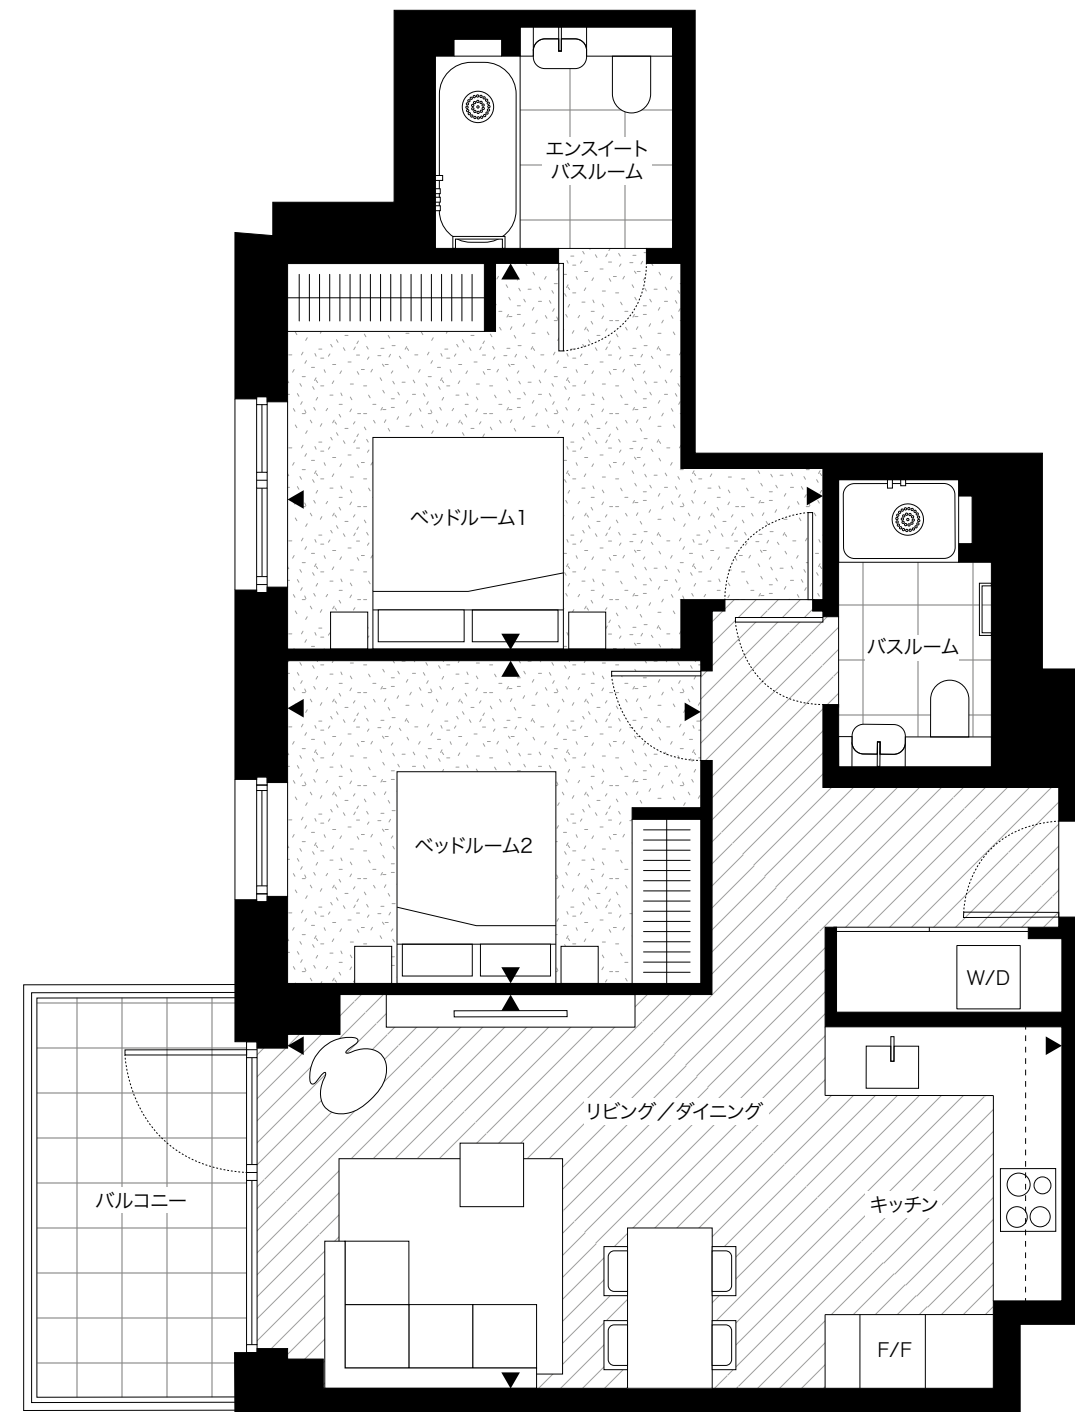 エンスイート
バスルーム
ベッドルーム1
バスルーム
ベッドルーム2
W/D
リビング／ダイニング
バルコニー
キッチン
F/F